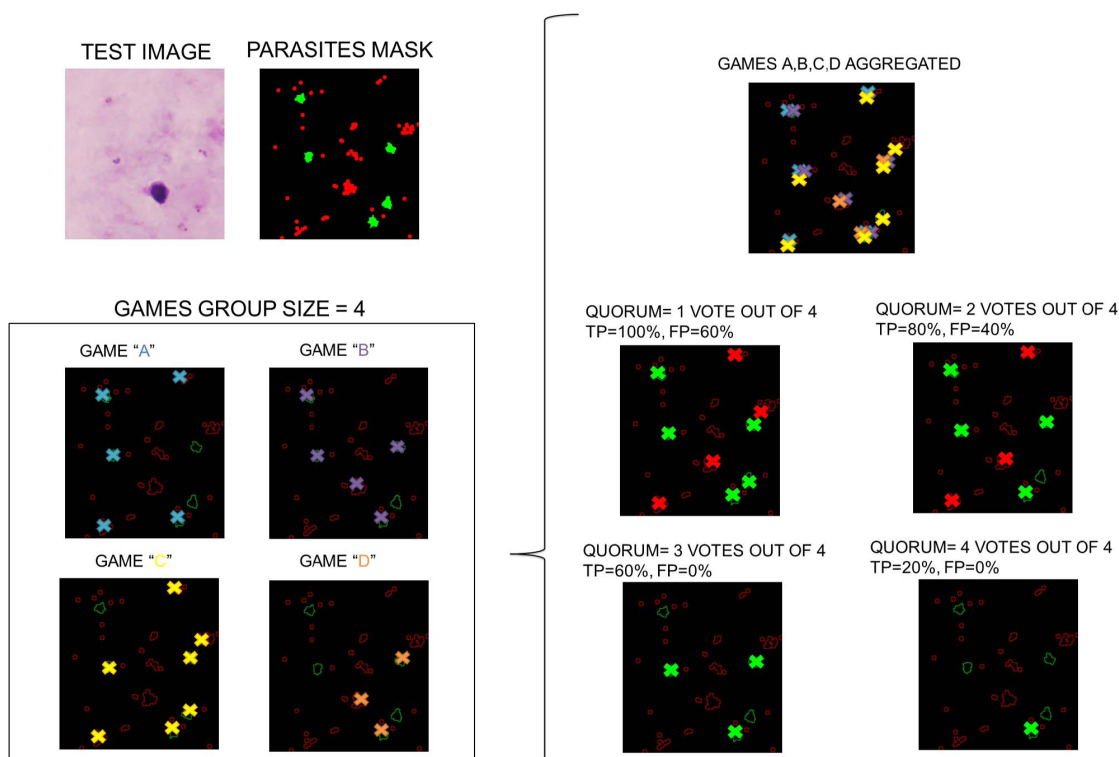 TEST IMAGE
PARASITES MASK
GAMES GROUP SIZE = 4
GAME “A”
GAME “B”
GAME “C”
GAME “D”
GAMES A,B,C,D AGGREGATED
QUORUM= 1 VOTE OUT OF 4
TP=100%, FP=60%
QUORUM= 2 VOTES OUT OF 4
TP=80%, FP=40%
QUORUM= 3 VOTES OUT OF 4
TP=60%, FP=0%
QUORUM= 4 VOTES OUT OF 4
TP=20%, FP=0%